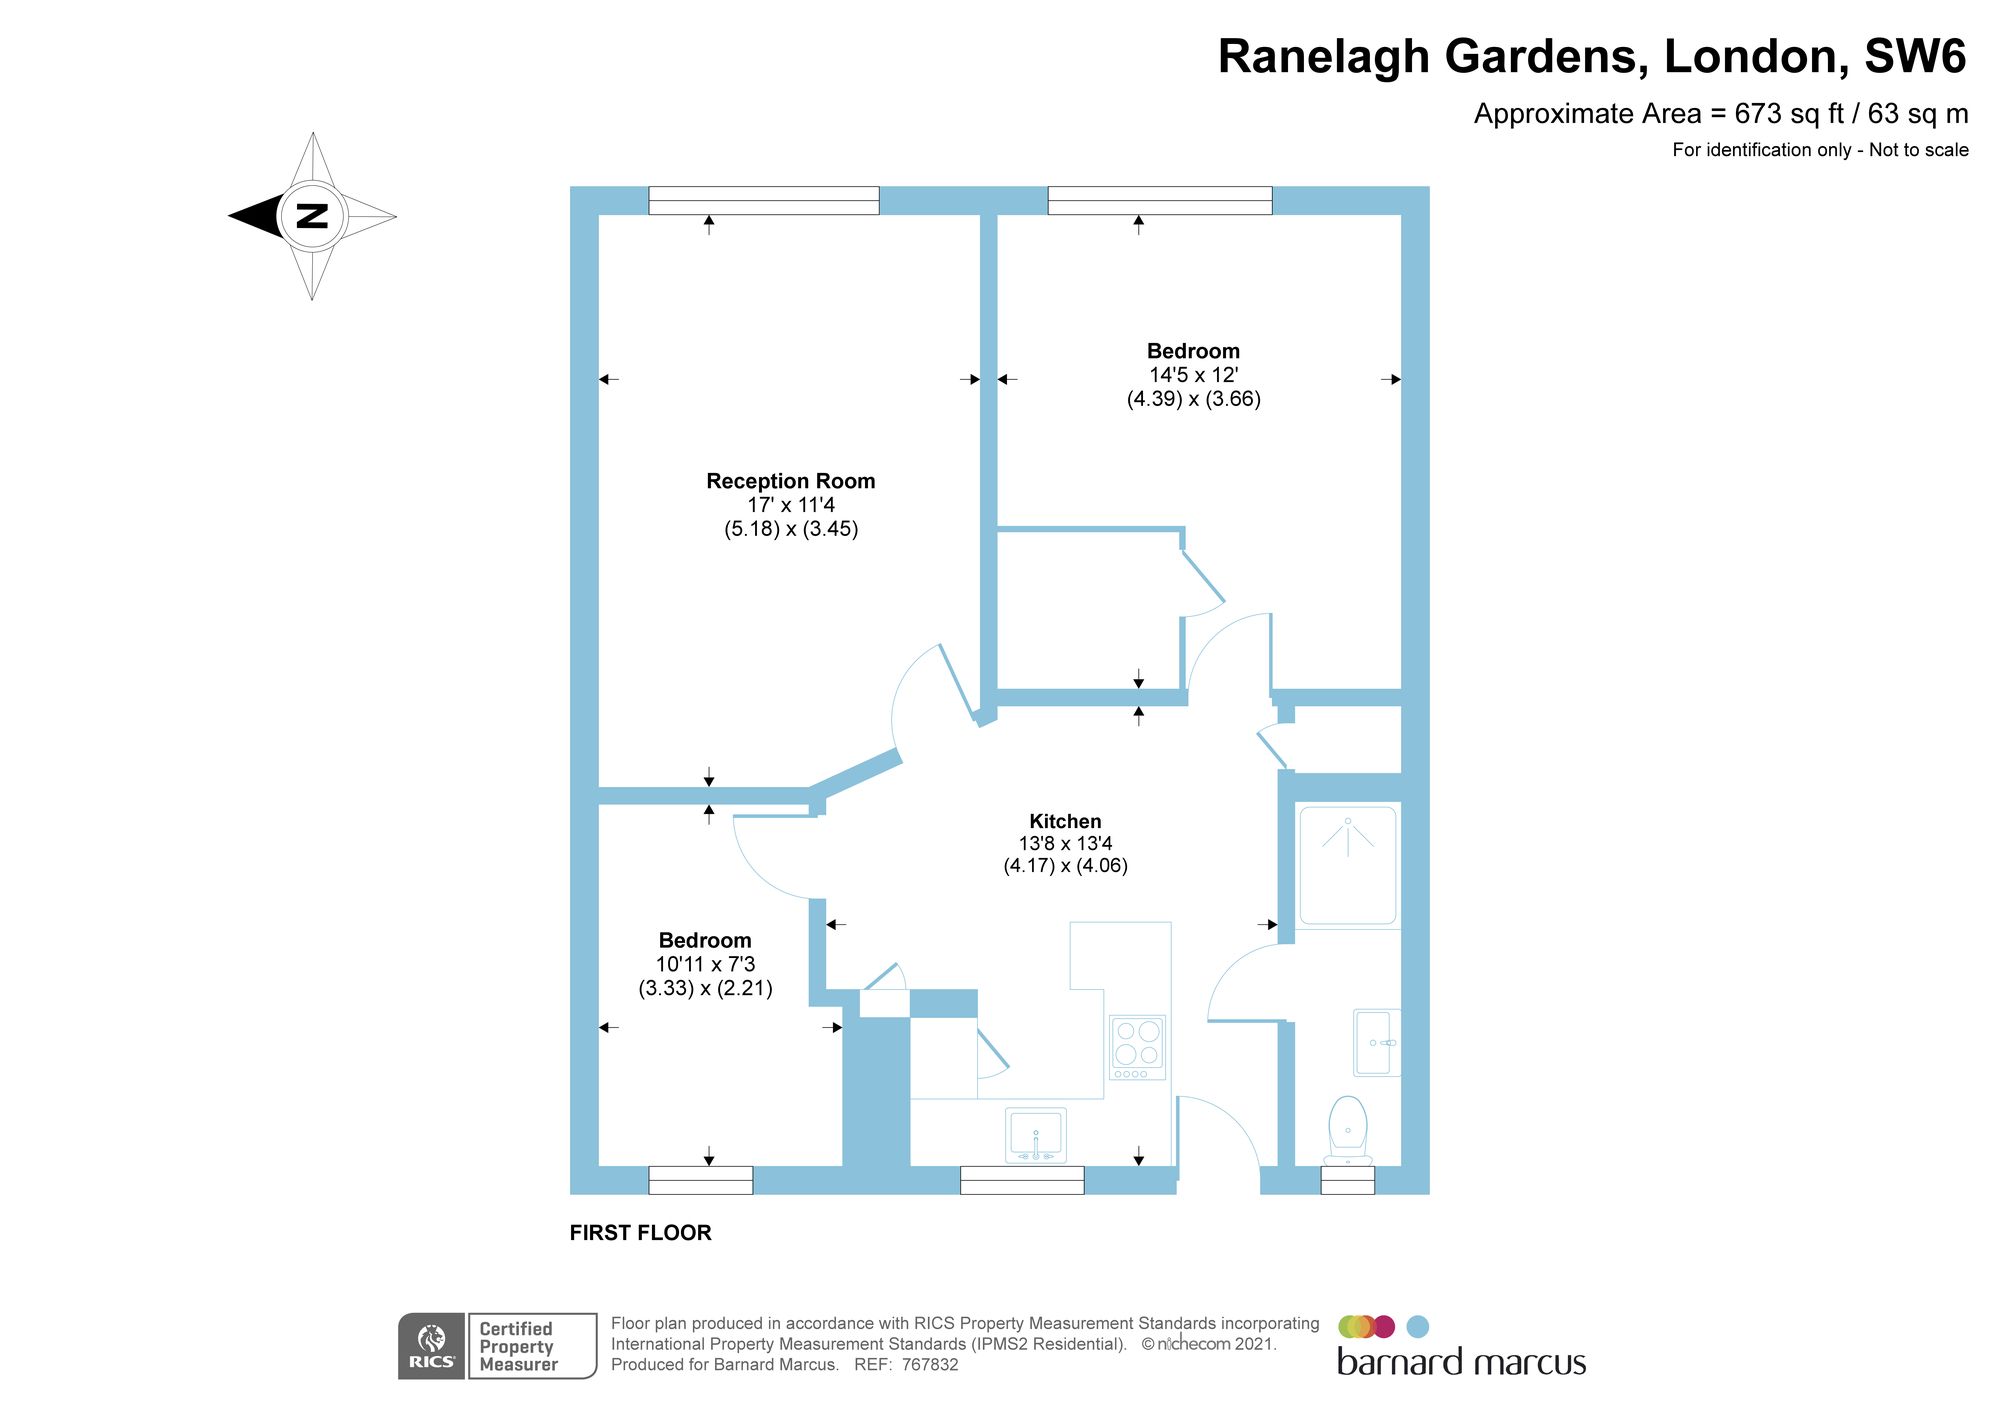 Ranelagh Gardens, London, SW6
Approximate Area = 673 sq ft / 63 sq m
For identification only - Not to scale
N
Bedroom
14'5 x 12'
(4.39) x (3.66)
Reception Room
17' x 11'4
(5.18) x (3.45)
Kitchen
13'8 x 13'4
(4.17) x (4.06)
Bedroom
10'11 x 7'3
(3.33) x (2.21)
FIRST FLOOR
RICS
Certified
Property
Measurer
Floor plan produced in accordance with RICS Property Measurement Standards incorporating
International Property Measurement Standards (IPMS2 Residential). © nichecom 2021.
Produced for Barnard Marcus. REF: 767832
barnard marcus